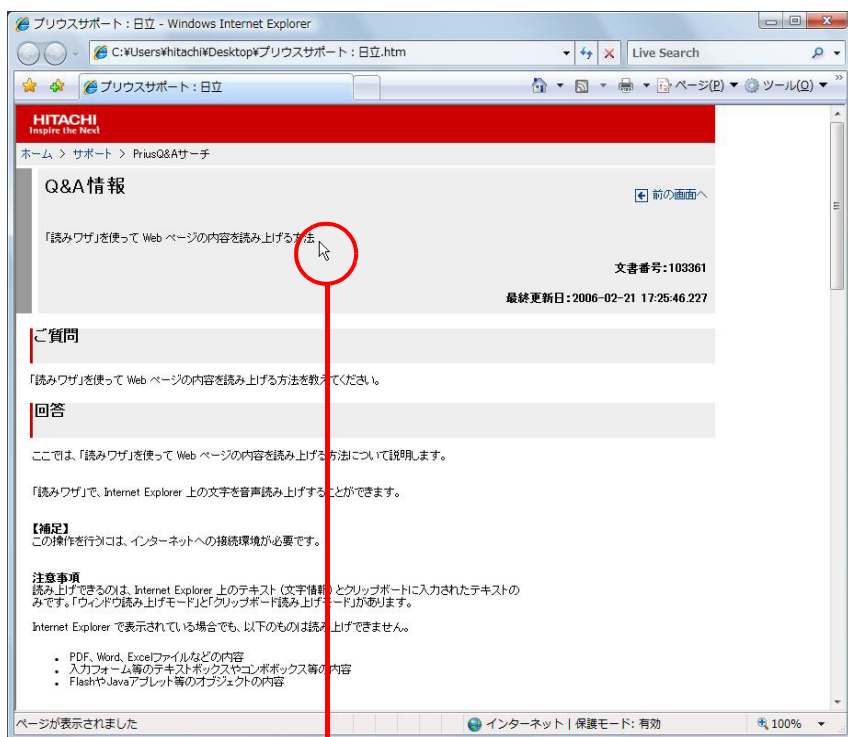 プリウスサポート：日立 - Windows Internet Explorer
C:¥Users¥hitachi¥Desktop¥プリウスサポート：日立.htm
Live Search
プリウスサポート：日立
ページ(P)
ツール(O)
HITACHI
Inspire the Next
ホーム > サポート > PriusQ&Aサーチ
Q&A情報
前の画面へ
「読みワザ」を使って Web ページの内容を読み上げる方法
文書番号：103361
最終更新日：2006-02-21 17:25:46.227
ご質問
「読みワザ」を使って Web ページの内容を読み上げる方法を教えてください。
回答
ここでは、「読みワザ」を使って Web ページの内容を読み上げる方法について説明します。
「読みワザ」で、Internet Explorer 上の文字を音声読み上げすることができます。
【補足】
この操作を行うには、インターネットへの接続環境が必要です。
注意事項
読み上げできるのは、Internet Explorer 上のテキスト（文字情報）とクリップボードに入力されたテキストの
みです。「ウィンドウ読み上げモード」と「クリップボード読み上げモード」があります。
Internet Explorer で表示されている場合でも、以下のものは読み上げできません。
• PDF、Word、Excelファイルなどの内容
• 入力フォーム等のテキストボックスやコンボボックス等の内容
• FlashやJavaアプレット等のオブジェクトの内容
ページが表示されました
インターネット | 保護モード: 有効
100%